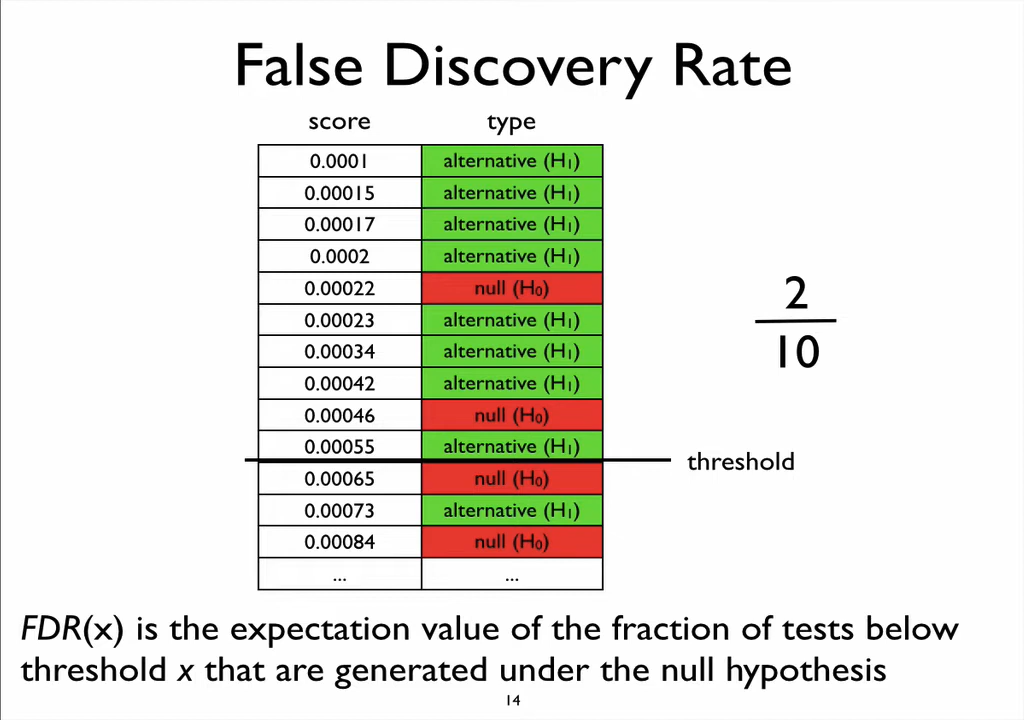 False Discovery Rate
score type
0.0001 alternative (H₁)
0.00015 alternative (H₁)
0.00017 alternative (H₁)
0.0002 alternative (H₁)
0.00022 null (H₀)
0.00023 alternative (H₁)
0.00034 alternative (H₁)
0.00042 alternative (H₁)
0.00046 null (H₀)
0.00055 alternative (H₁)
0.00065 null (H₀)
0.00073 alternative (H₁)
0.00084 null (H₀)
... ...
2
10
threshold
FDR(x) is the expectation value of the fraction of tests below
threshold x that are generated under the null hypothesis
14